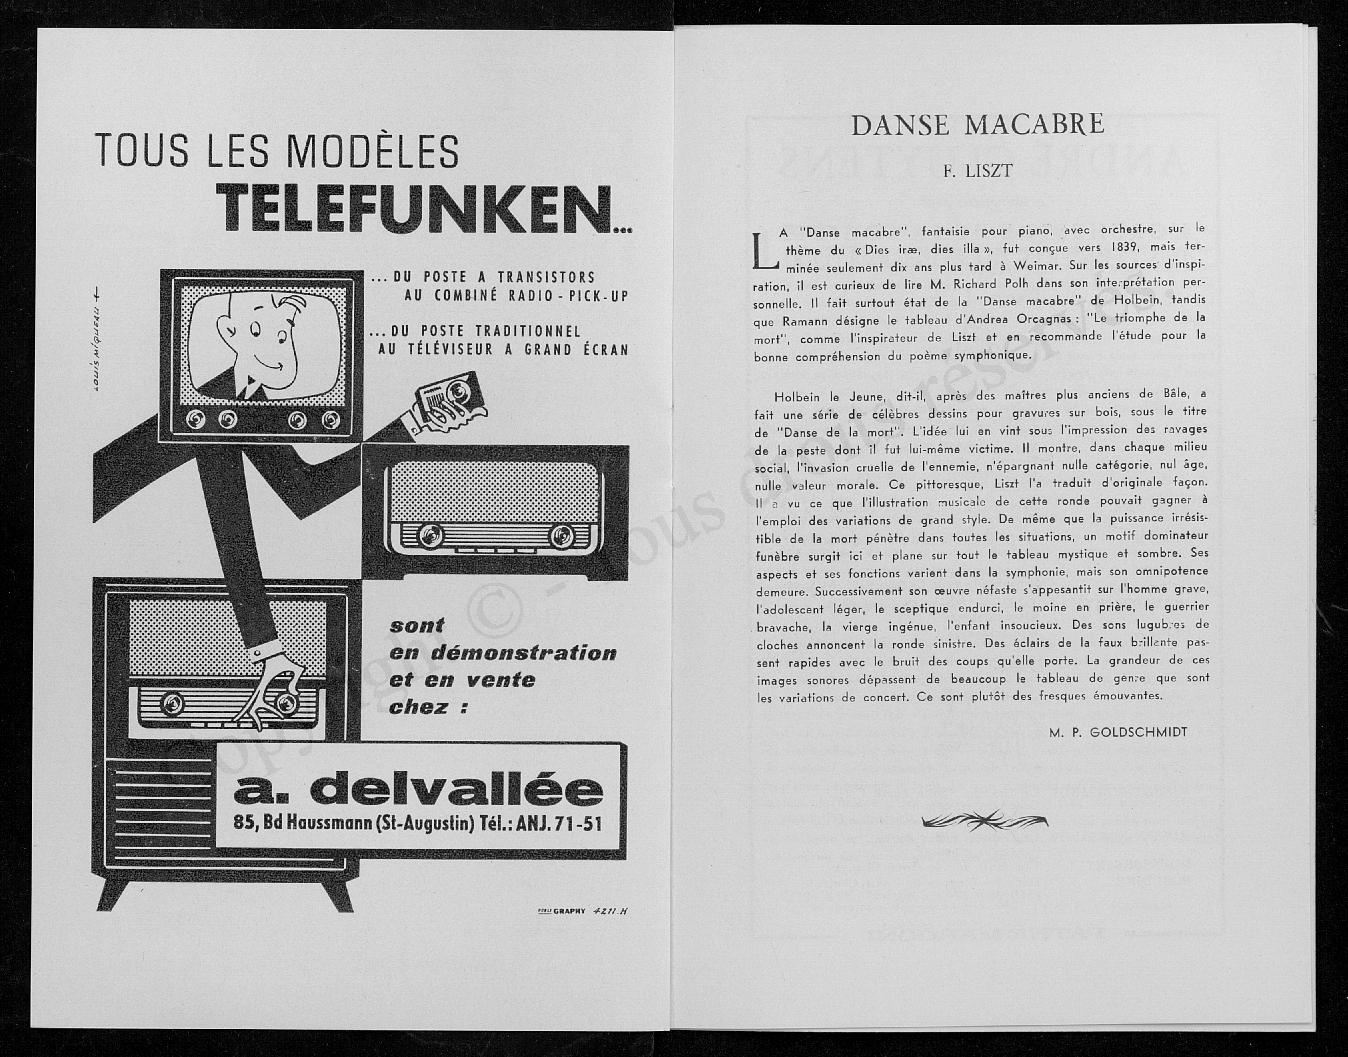 TOUS LES MODÈLES
TELEFUNKEN...
...DU POSTE A TRANSISTORS
AU COMBINÉ RADIO - PICK-UP
...DU POSTE TRADITIONNEL
AU TÉLÉVISEUR A GRAND ÉCRAN
LOUIS MIQUEAU
sont
en démonstration
et en vente
chez :
a. delvallée
85, Bd Haussmann (St-Augustin) Tél.: ANJ. 71-51
GRAPHY 4211.H
DANSE MACABRE
F. LISZT
LA "Danse macabre", fantaisie pour piano, avec orchestre, sur le
thème du « Dies iræ, dies illa », fut conçue vers 1839, mais ter-
minée seulement dix ans plus tard à Weimar. Sur les sources d'inspi-
ration, il est curieux de lire M. Richard Polh dans son interprétation per-
sonnelle. Il fait surtout état de la "Danse macabre" de Holbein, tandis
que Ramann désigne le tableau d'Andrea Orcagnas : "Le triomphe de la
mort", comme l'inspirateur de Liszt et en recommande l'étude pour la
bonne compréhension du poème symphonique.
Holbein le Jeune, dit-il, après des maîtres plus anciens de Bâle, a
fait une série de célèbres dessins pour gravures sur bois, sous le titre
de "Danse de la mort". L'idée lui en vint sous l'impression des ravages
de la peste dont il fut lui-même victime. Il montre, dans chaque milieu
social, l'invasion cruelle de l'ennemie, n'épargnant nulle catégorie, nul âge,
nulle valeur morale. Ce pittoresque, Liszt l'a traduit d'originale façon.
Il a vu ce que l'illustration musicale de cette ronde pouvait gagner à
l'emploi des variations de grand style. De même que la puissance irrésis-
tible de la mort pénètre dans toutes les situations, un motif dominateur
funèbre surgit ici et plane sur tout le tableau mystique et sombre. Ses
aspects et ses fonctions varient dans la symphonie, mais son omnipotence
demeure. Successivement son œuvre néfaste s'appesantit sur l'homme grave,
l'adolescent léger, le sceptique endurci, le moine en prière, le guerrier
bravache, la vierge ingénue, l'enfant insoucieux. Des sons lugubres de
cloches annoncent la ronde sinistre. Des éclairs de la faux brillante pas-
sent rapides avec le bruit des coups qu'elle porte. La grandeur de ces
images sonores dépassent de beaucoup le tableau de genre que sont
les variations de concert. Ce sont plutôt des fresques émouvantes.
M. P. GOLDSCHMIDT
Copyright © - Tous droits réservés